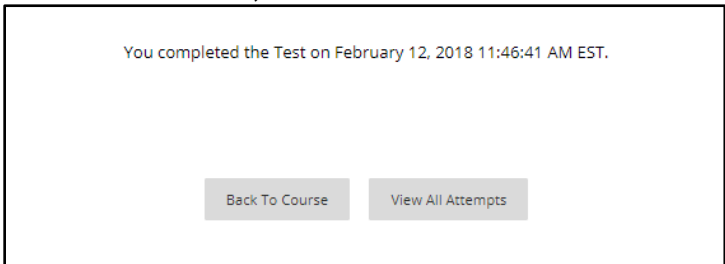 You completed the Test on February 12, 2018 11:46:41 AM EST.
Back To Course View All Attempts